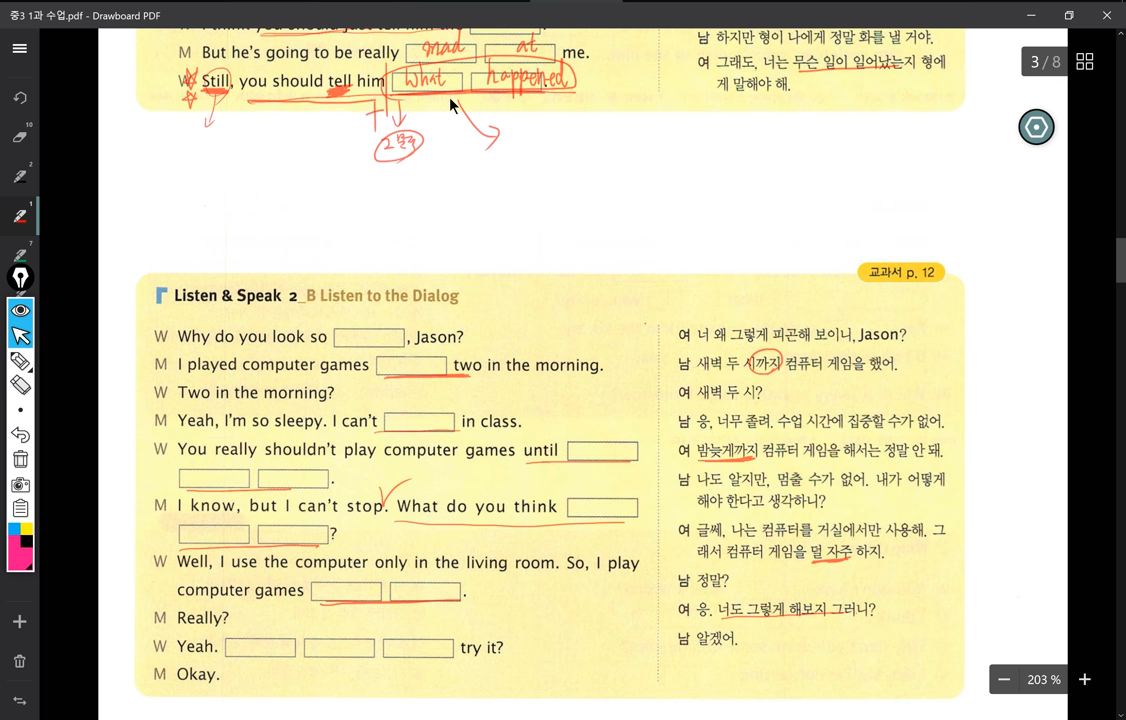 중3 1과 수업.pdf - Drawboard PDF
M But he's going to be really mad at me.
W Still, you should tell him what happened
남 하지만 형이 나에게 정말 화를 낼 거야.
여 그래도, 너는 무슨 일이 일어났는지 형에
게 말해야 해.
3 / 8
10
2
1
7
교과서 p. 12
Listen & Speak 2_B Listen to the Dialog
W Why do you look so , Jason?
M I played computer games two in the morning.
W Two in the morning?
M Yeah, I'm so sleepy. I can't in class.
W You really shouldn't play computer games until
.
M I know, but I can't stop. What do you think
?
W Well, I use the computer only in the living room. So, I play
computer games .
M Really?
W Yeah. try it?
M Okay.
여 너 왜 그렇게 피곤해 보이니, Jason?
남 새벽 두 시까지 컴퓨터 게임을 했어.
여 새벽 두 시?
남 응, 너무 졸려. 수업 시간에 집중할 수가 없어.
여 밤늦게까지 컴퓨터 게임을 해서는 정말 안 돼.
남 나도 알지만, 멈출 수가 없어. 내가 어떻게
해야 한다고 생각하니?
여 글쎄, 나는 컴퓨터를 거실에서만 사용해. 그
래서 컴퓨터 게임을 덜 자주 하지.
남 정말?
여 응. 너도 그렇게 해보지 그러니?
남 알겠어.
203 %